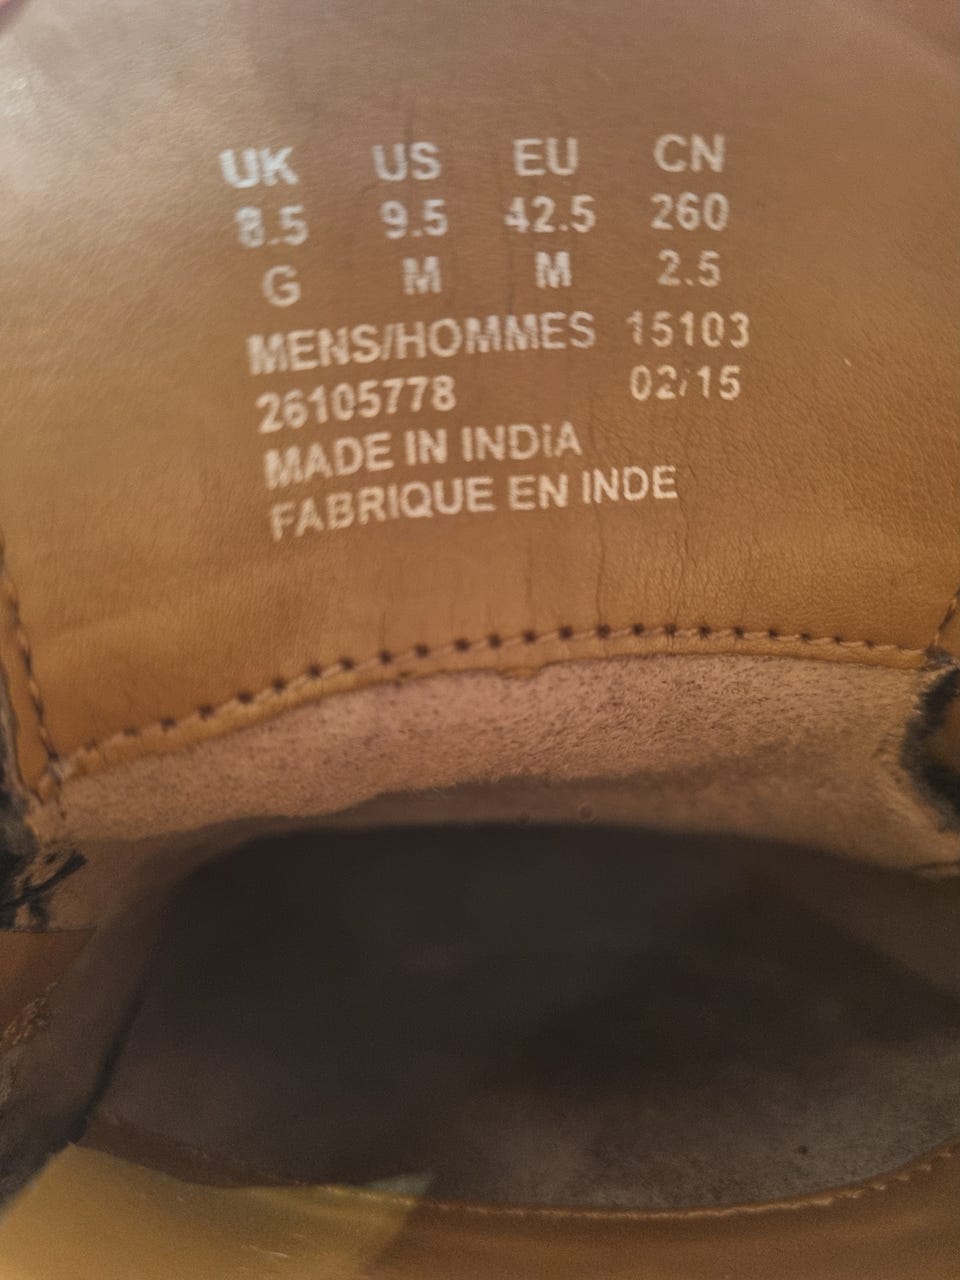 UK US EU CN
8.5 9.5 42.5 260
G M M 2.5
MENS/HOMMES 15103
26105778 02/15
MADE IN INDIA
FABRIQUE EN INDE